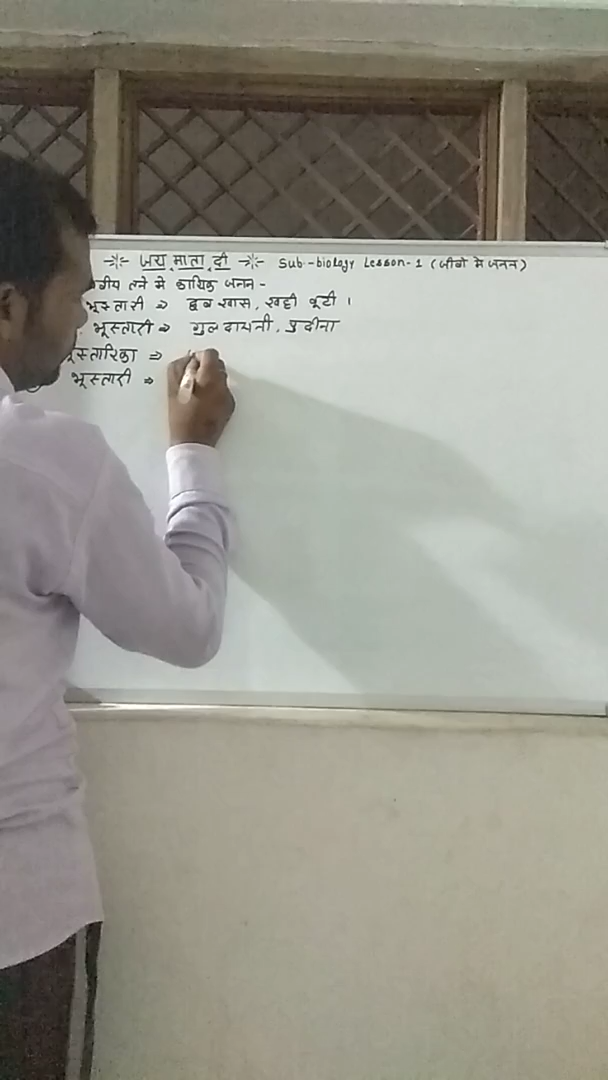 जय माता दी Sub:-biology Lesson-1 (जीवो मे जनन)
तने मे कायिक जनन -
भूस्तारी ⇒ दूब घास, खट्टी बूटी ।
भूस्तारी ⇒ गुलदावदी, पुदीना
भूस्तारिका ⇒
भूस्तारी ⇒